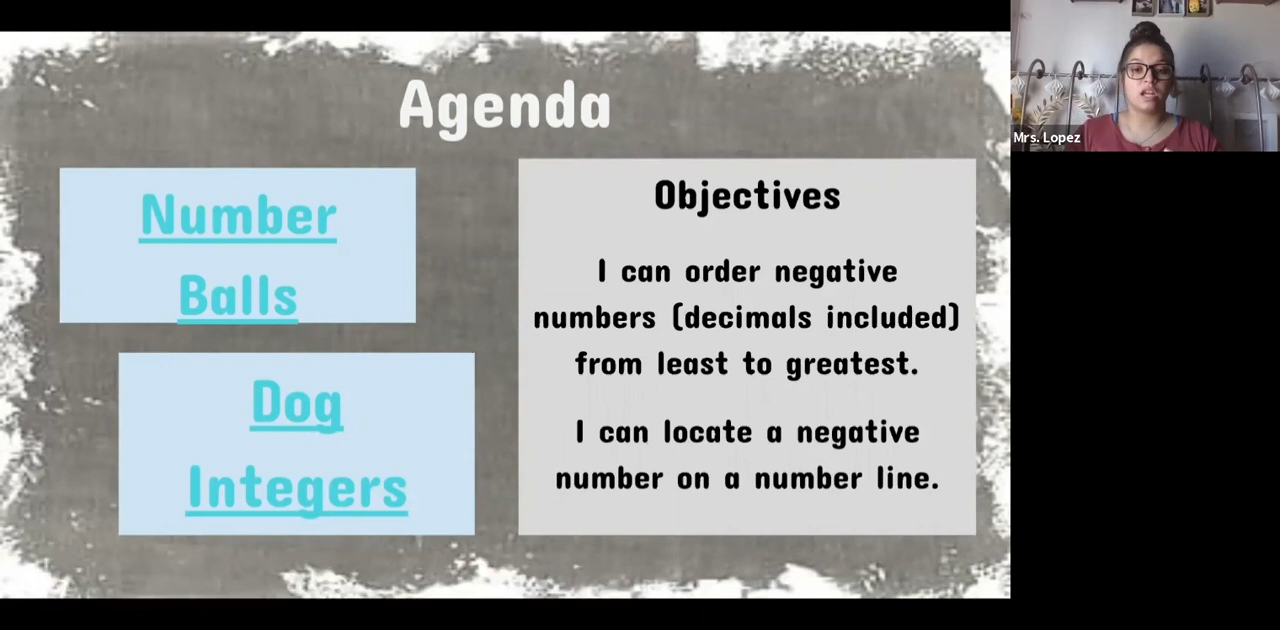 Agenda
Number
Balls
Dog
Integers
Objectives
I can order negative
numbers (decimals included)
from least to greatest.
I can locate a negative
number on a number line.
Mrs. Lopez